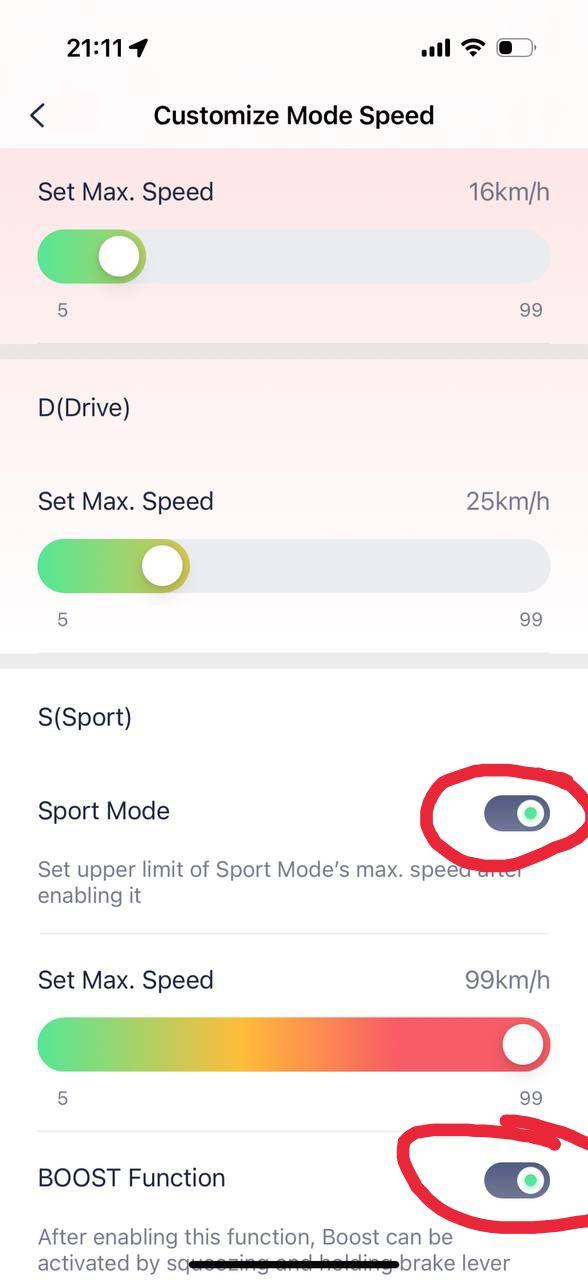 21:11
Customize Mode Speed
Set Max. Speed 16km/h
5 99
D(Drive)
Set Max. Speed 25km/h
5 99
S(Sport)
Sport Mode
Set upper limit of Sport Mode's max. speed after
enabling it
Set Max. Speed 99km/h
5 99
BOOST Function
After enabling this function, Boost can be
activated by squeezing and holding brake lever